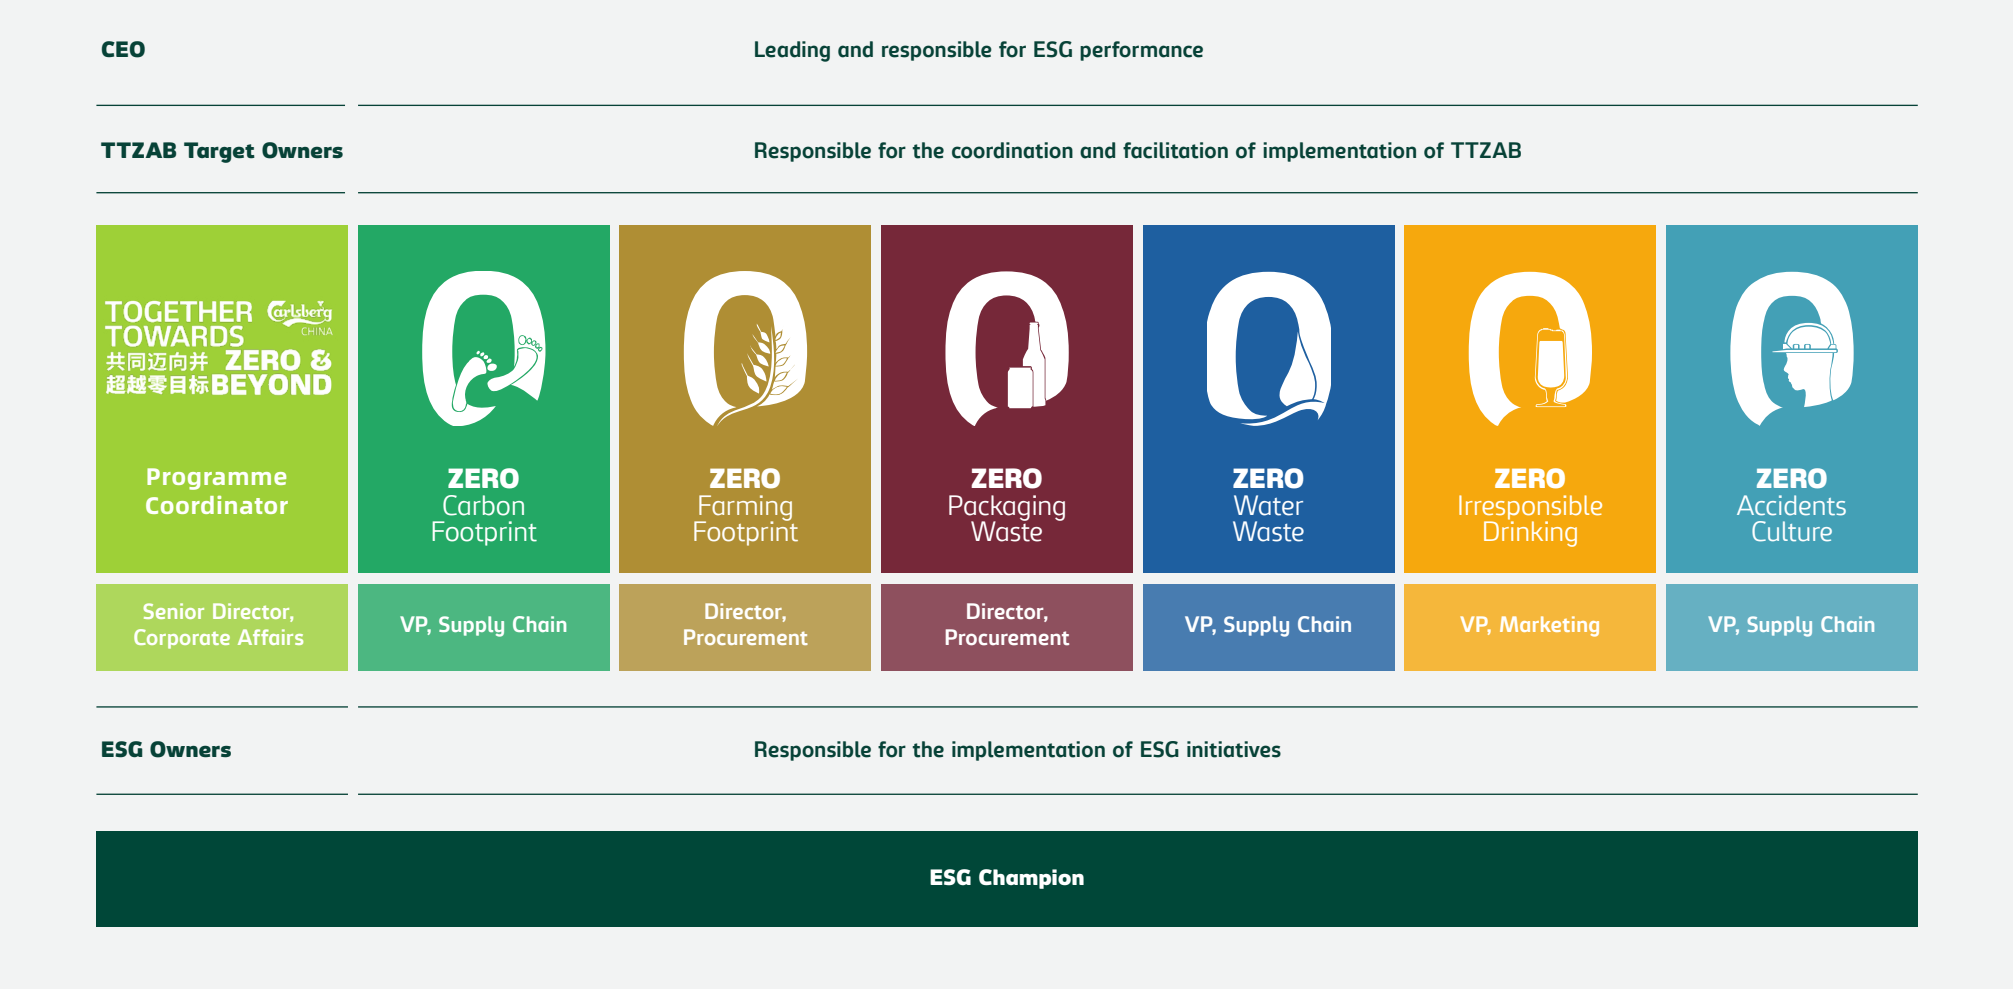 CEO
Leading and responsible for ESG performance
TTZAB Target Owners
Responsible for the coordination and facilitation of implementation of TTZAB
TOGETHER
TOWARDS
共同迈向并 ZERO &
超越零目标 BEYOND
Carlsberg
CHINA
Programme
Coordinator
Senior Director,
Corporate Affairs
ZERO
Carbon
Footprint
VP, Supply Chain
ZERO
Farming
Footprint
Director,
Procurement
ZERO
Packaging
Waste
Director,
Procurement
ZERO
Water
Waste
VP, Supply Chain
ZERO
Irresponsible
Drinking
VP, Marketing
ZERO
Accidents
Culture
VP, Supply Chain
ESG Owners
Responsible for the implementation of ESG initiatives
ESG Champion